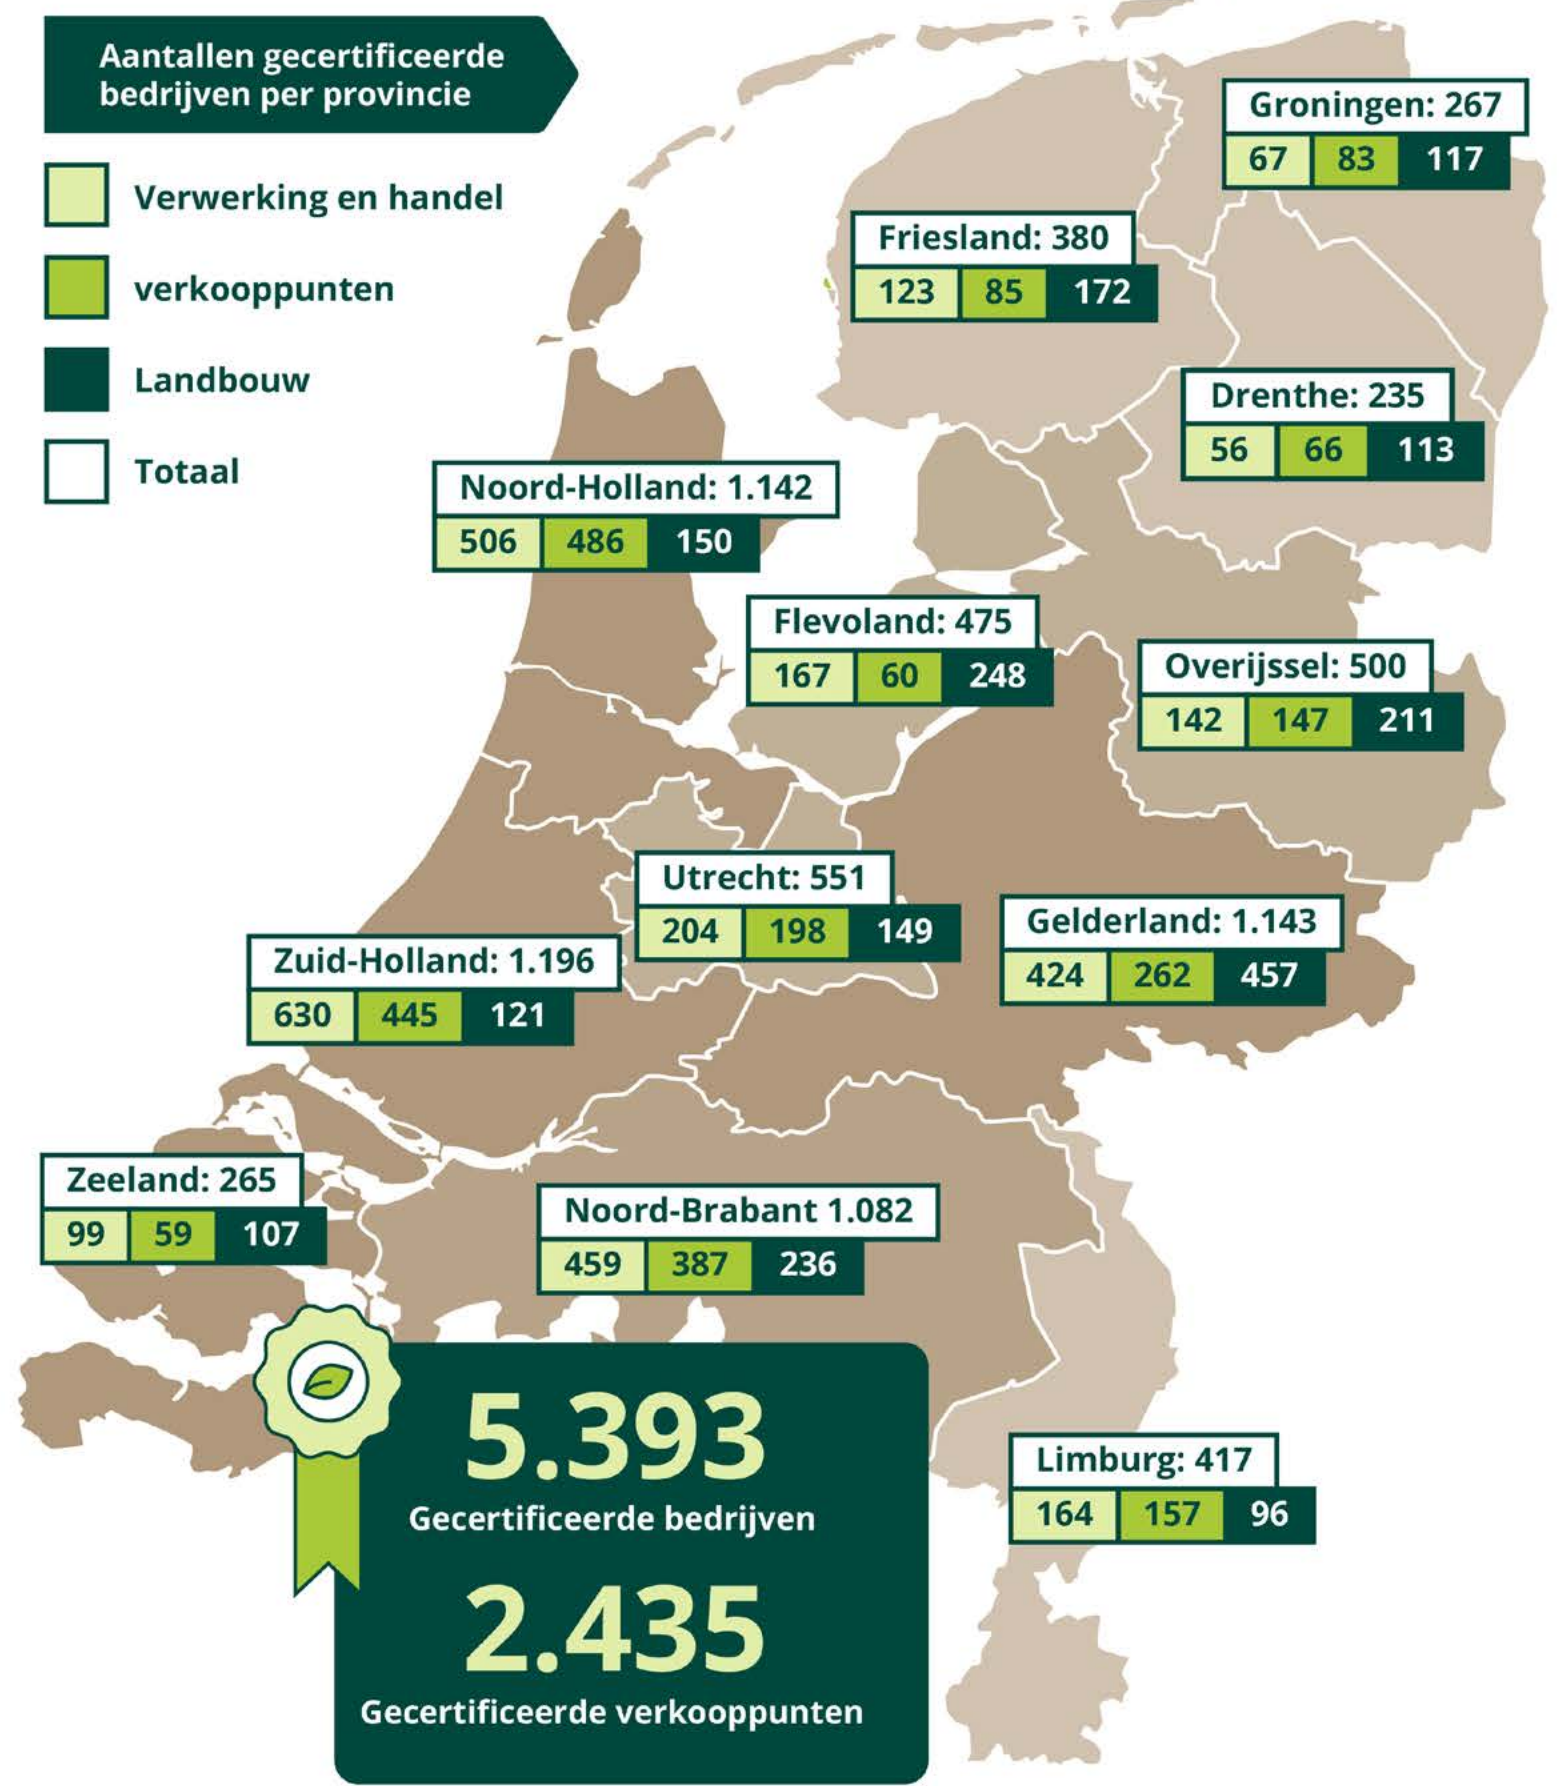 Aantallen gecertificeerde
bedrijven per provincie
Verwerking en handel
verkooppunten
Landbouw
Totaal
Groningen: 267
67 83 117
Friesland: 380
123 85 172
Drenthe: 235
56 66 113
Noord-Holland: 1.142
506 486 150
Flevoland: 475
167 60 248
Overijssel: 500
142 147 211
Utrecht: 551
204 198 149
Gelderland: 1.143
424 262 457
Zuid-Holland: 1.196
630 445 121
Zeeland: 265
99 59 107
Noord-Brabant 1.082
459 387 236
Limburg: 417
164 157 96
5.393
Gecertificeerde bedrijven
2.435
Gecertificeerde verkooppunten